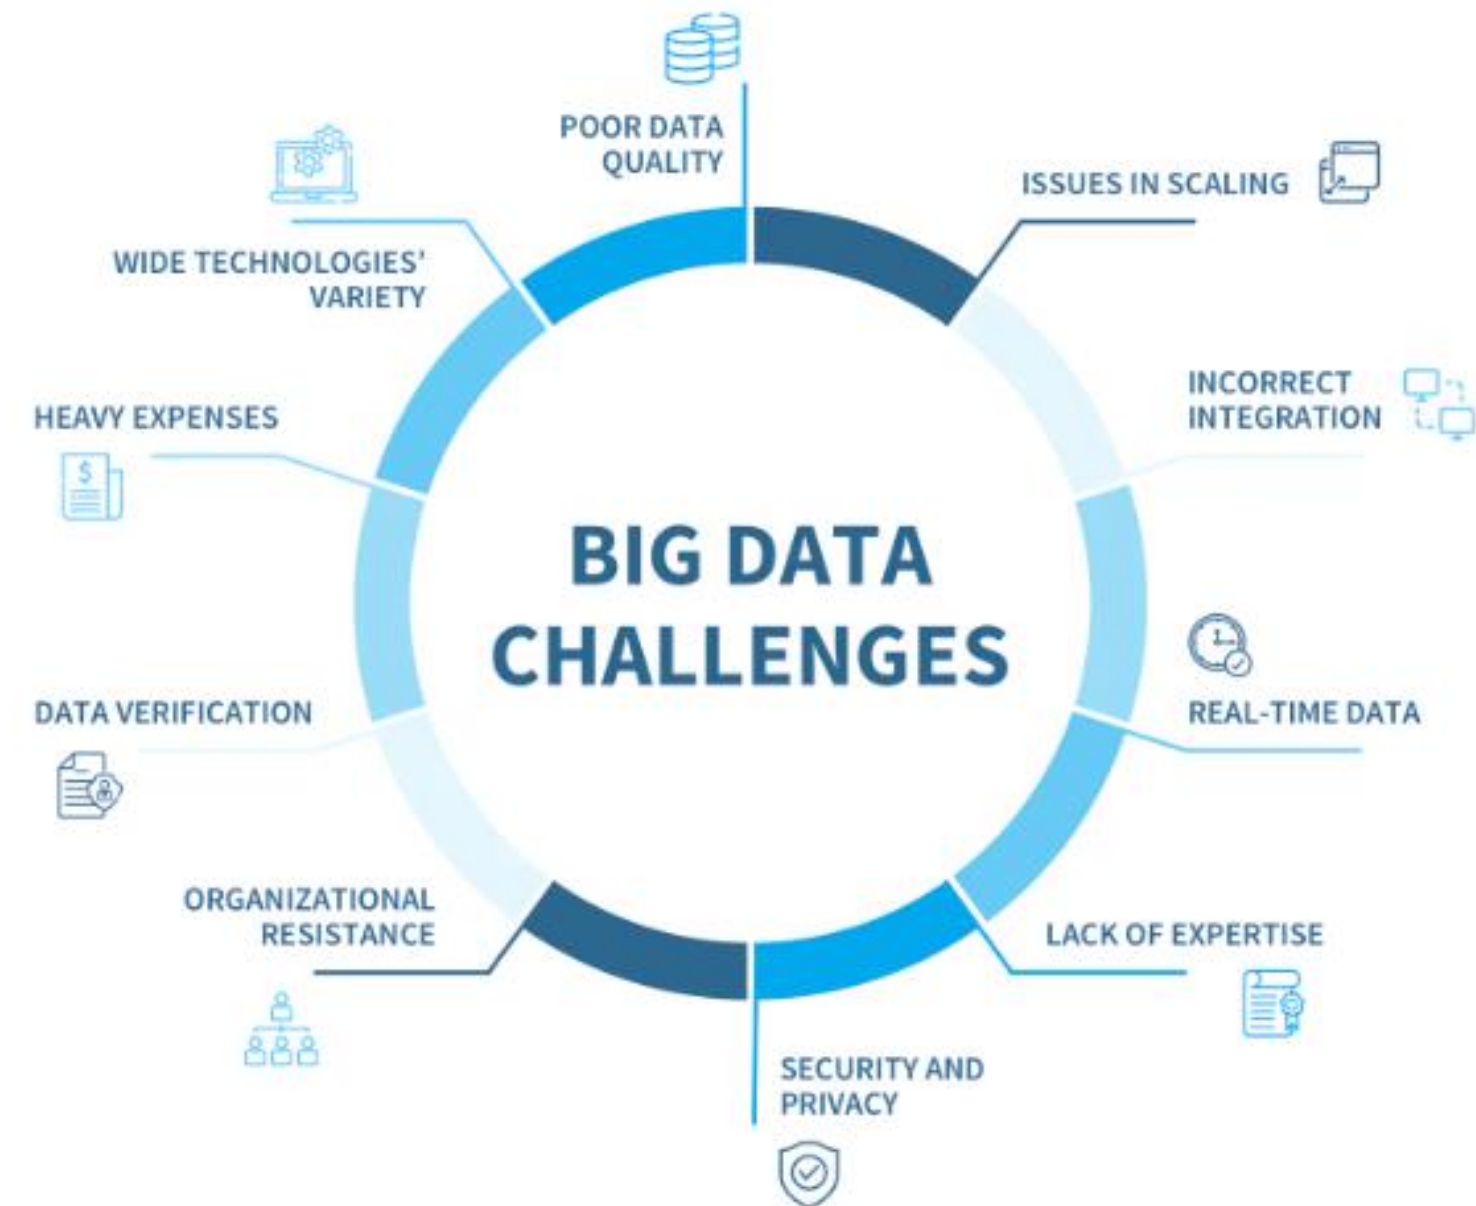 POOR DATA
QUALITY
ISSUES IN SCALING
WIDE TECHNOLOGIES’
VARIETY
INCORRECT
INTEGRATION
HEAVY EXPENSES
$
BIG DATA
CHALLENGES
REAL-TIME DATA
DATA VERIFICATION
ORGANIZATIONAL
RESISTANCE
LACK OF EXPERTISE
SECURITY AND
PRIVACY